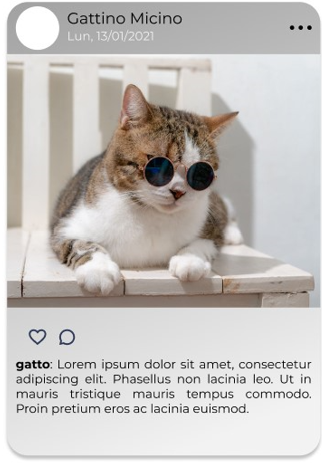 Gattino Micino
Lun, 13/01/2021
gatto: Lorem ipsum dolor sit amet, consectetur
adipiscing elit. Phasellus non lacinia leo. Ut in
mauris tristique mauris tempus commodo.
Proin pretium eros ac lacinia euismod.